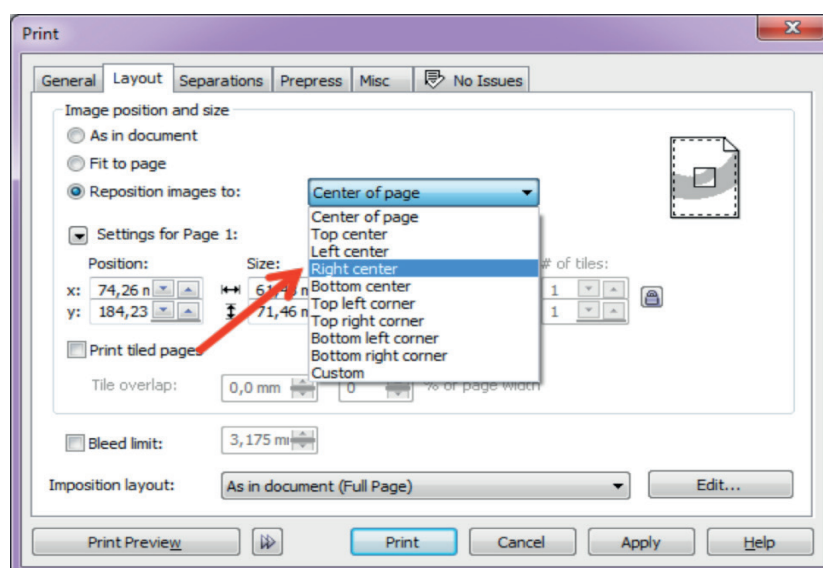 Print
General Layout Separations Prepress Misc No Issues
Image position and size
As in document
Fit to page
Reposition images to: Center of page
Center of page
Top center
Left center
Right center
Bottom center
Top left corner
Top right corner
Bottom left corner
Bottom right corner
Custom
Settings for Page 1:
Position: Size: # of tiles:
x: 74,26 1
y: 184,23 71,46 1
Print tiled pages
Tile overlap: 0,0 mm 0 % of page width
Bleed limit: 3,175
Imposition layout: As in document (Full Page) Edit...
Print Preview Print Cancel Apply Help